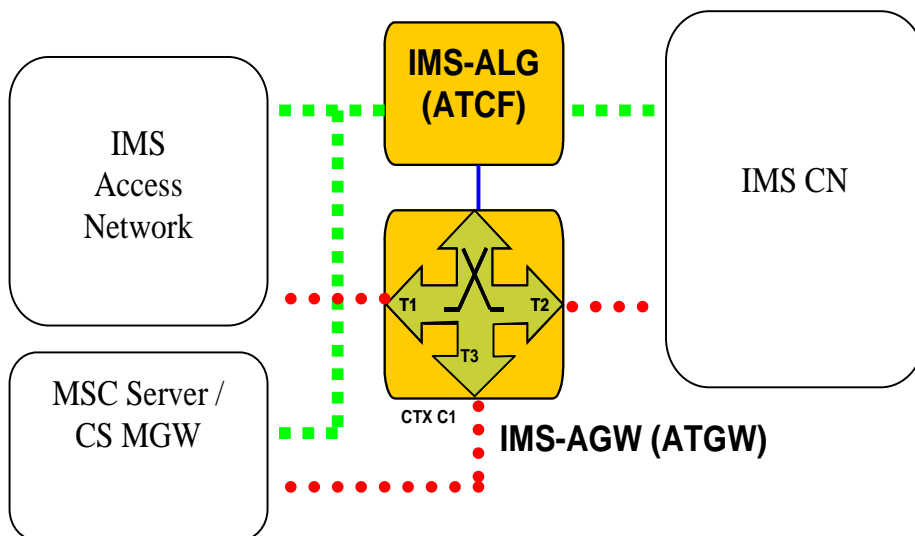 IMS-ALG
(ATCF)
IMS
Access
Network
IMS CN
T1
T2
T3
MSC Server /
CS MGW
CTX C1
IMS-AGW (ATGW)